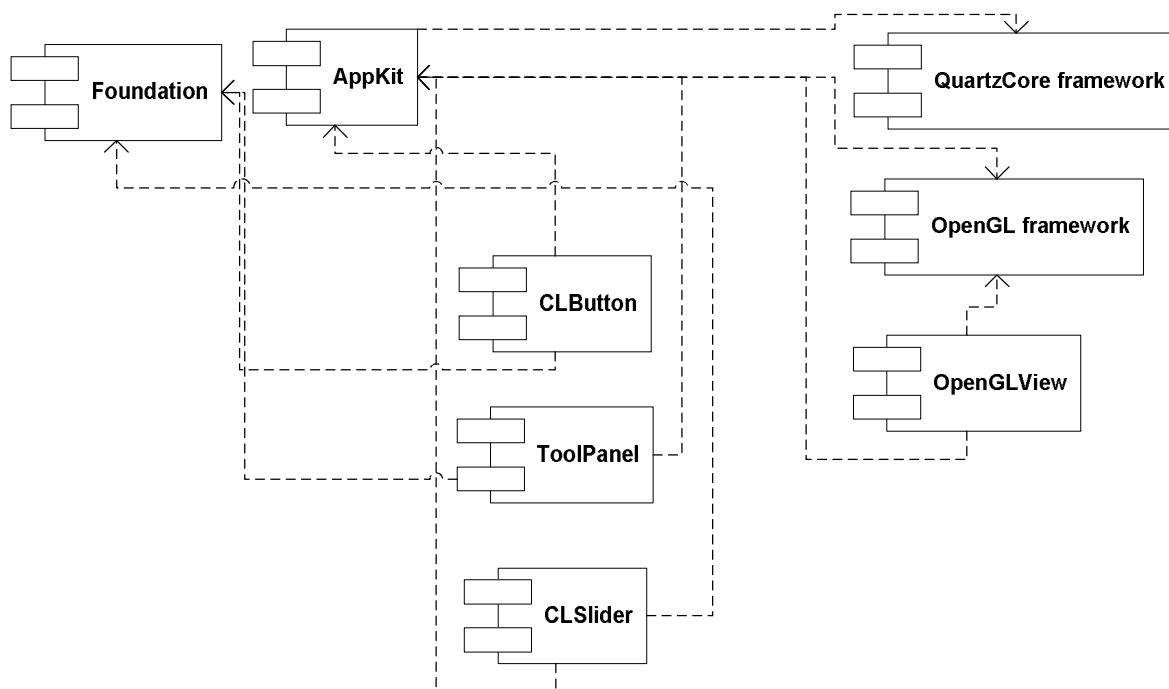 Foundation
AppKit
QuartzCore framework
OpenGL framework
CLButton
OpenGLView
ToolPanel
CLSlider